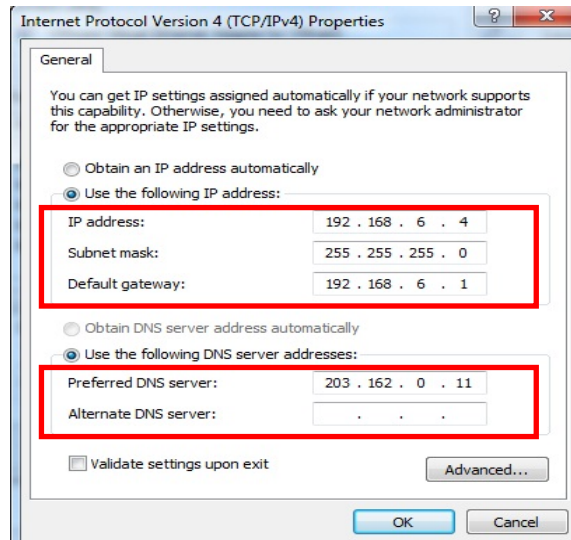 Internet Protocol Version 4 (TCP/IPv4) Properties
General
You can get IP settings assigned automatically if your network supports
this capability. Otherwise, you need to ask your network administrator
for the appropriate IP settings.
Obtain an IP address automatically
Use the following IP address:
IP address: 192 . 168 . 6 . 4
Subnet mask: 255 . 255 . 255 . 0
Default gateway: 192 . 168 . 6 . 1
Obtain DNS server address automatically
Use the following DNS server addresses:
Preferred DNS server: 203 . 162 . 0 . 11
Alternate DNS server: . . .
Validate settings upon exit
Advanced...
OK Cancel